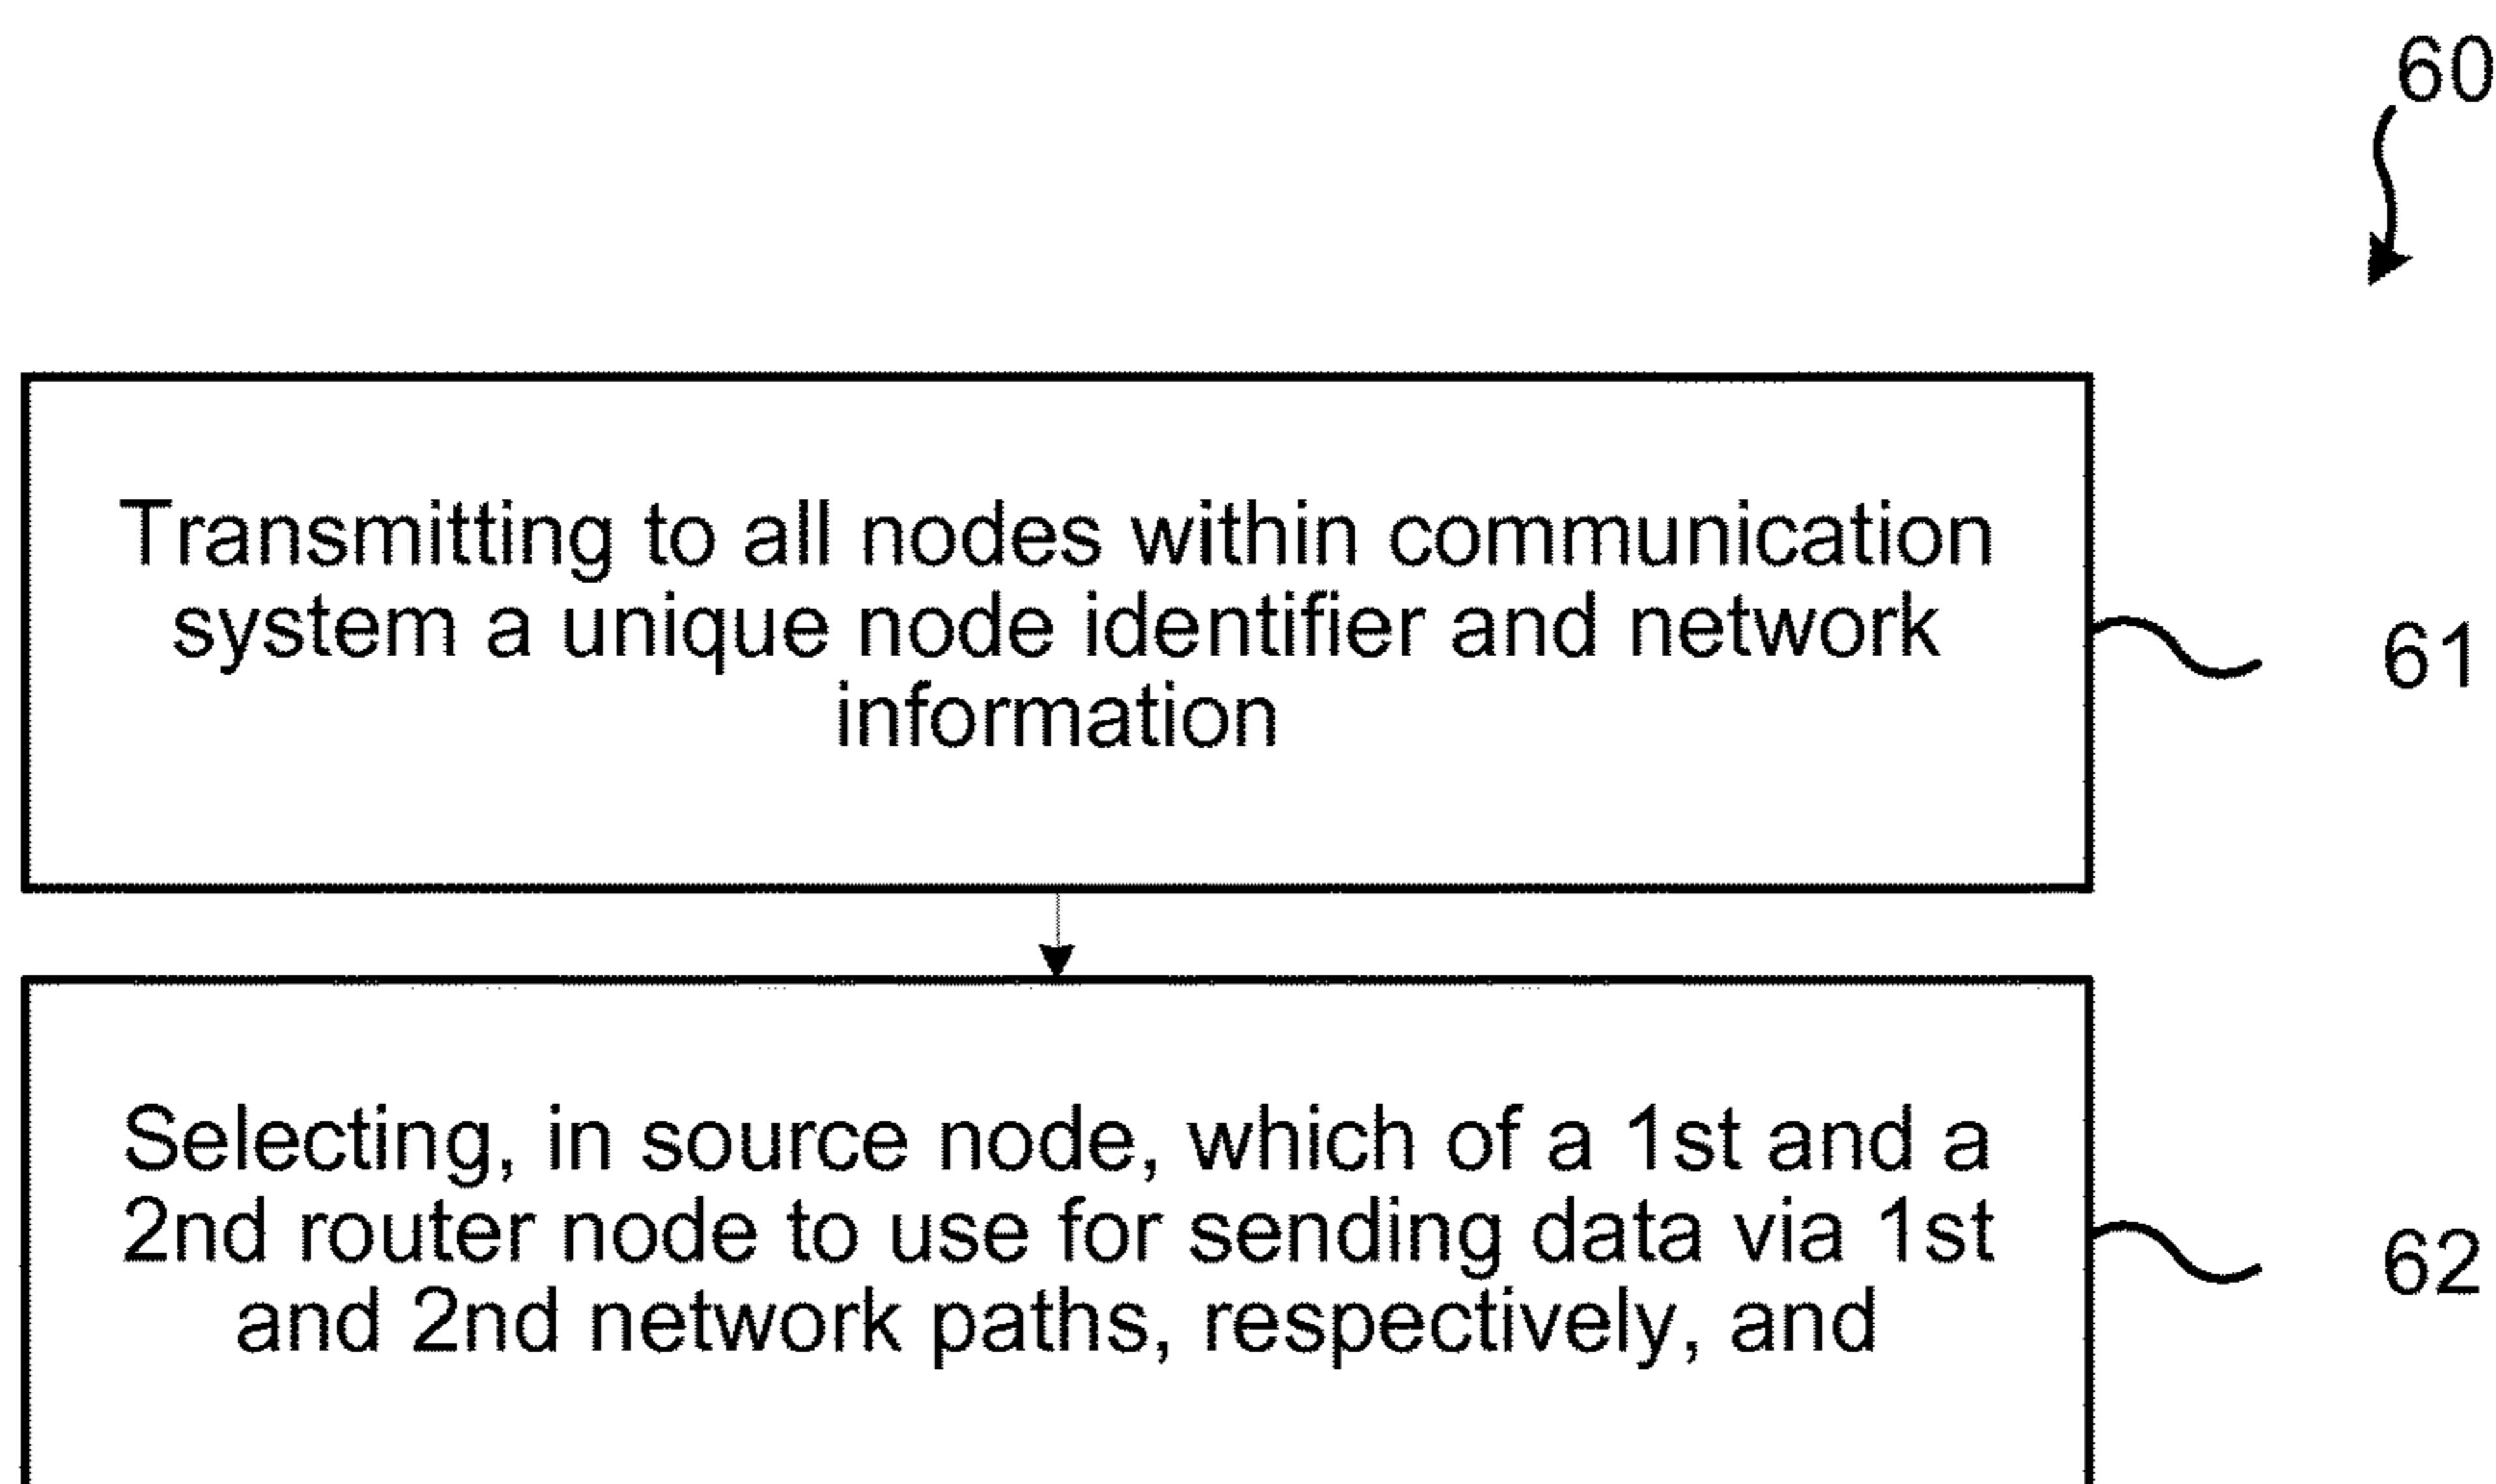 60
Transmitting to all nodes within communication
system a unique node identifier and network
information
61
Selecting, in source node, which of a 1st and a
2nd router node to use for sending data via 1st
and 2nd network paths, respectively, and
62